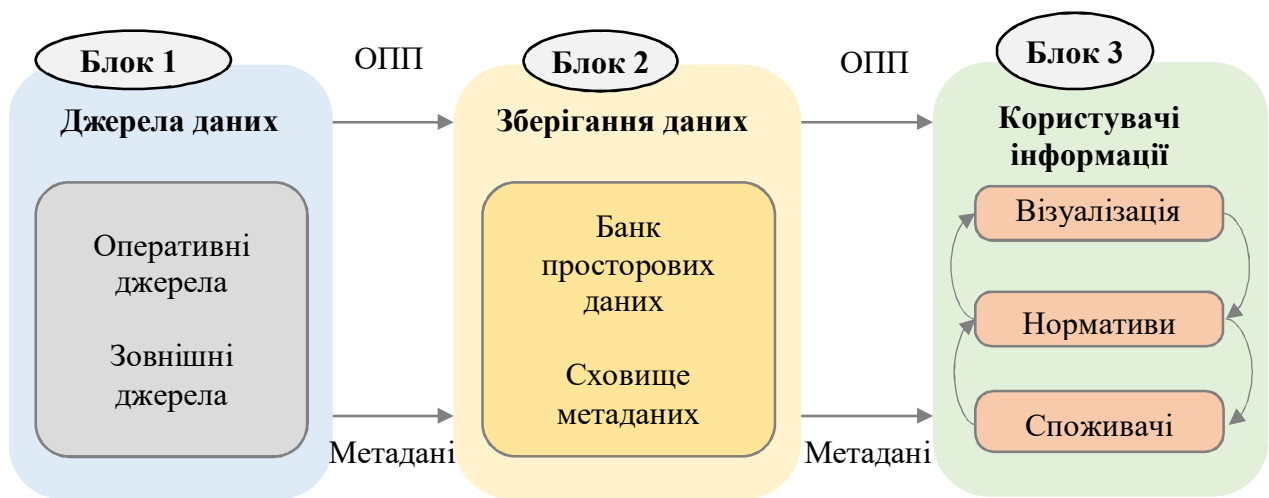 Блок 1
Джерела даних
Оперативні
джерела
Зовнішні
джерела
ОПП
Метадані
Блок 2
Зберігання даних
Банк
просторових
даних
Сховище
метаданих
ОПП
Метадані
Блок 3
Користувачі
інформації
Візуалізація
Нормативи
Споживачі